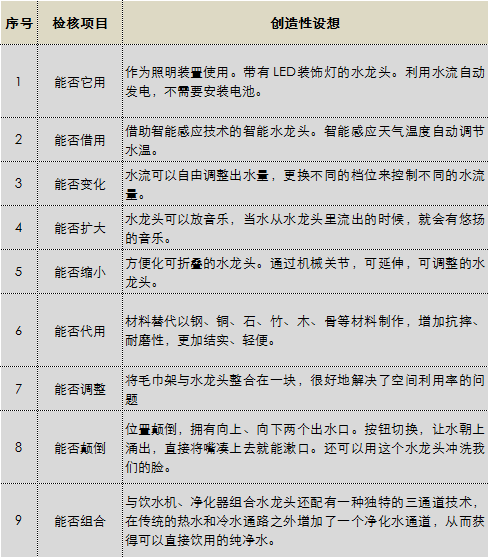 序号 检核项目 创造性设想
1 能否它用 作为照明装置使用。带有 LED 装饰灯的水龙头。利用水流自动
发电，不需要安装电池。
2 能否借用 借助智能感应技术的智能水龙头。智能感应天气温度自动调节
水温。
3 能否变化 水流可以自由调整出水量，更换不同的档位来控制不同的水流
量。
4 能否扩大 水龙头可以放音乐，当水从水龙头里流出的时候，就会有悠扬
的音乐。
5 能否缩小 方便化可折叠的水龙头。通过机械关节，可延伸，可调整的水
龙头。
6 能否代用 材料替代以钢、铜、石、竹、木、骨等材料制作，增加抗摔、
耐磨性，更加结实、轻便。
7 能否调整 将毛巾架与水龙头整合在一块，很好地解决了空间利用率的问
题
8 能否颠倒 位置颠倒，拥有向上、向下两个出水口。按钮切换，让水朝上
涌出，直接将嘴凑上去就能漱口。还可以用这个水龙头冲洗我
们的脸。
9 能否组合 与饮水机、净化器组合水龙头还配有一种独特的三通道技术，
在传统的热水和冷水通路之外增加了一个净化水通道，从而获
得可以直接饮用的纯净水。